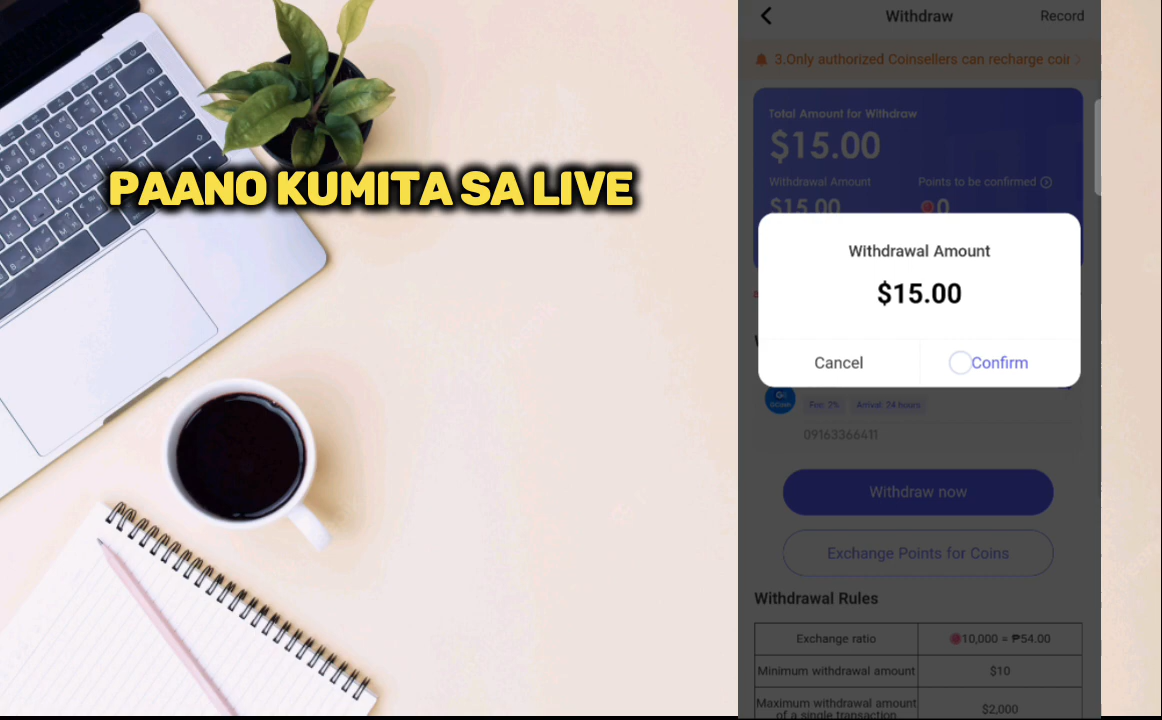 PAANO KUMITA SA LIVE
Withdraw
Record
3.Only authorized Coinsellers can recharge coir
Total Amount for Withdraw
$15.00
Withdrawal Amount
Points to be confirmed
$15.00
0
Withdrawal Amount
$15.00
Cancel
Confirm
Fee: 2%
Arrival: 24 hours
09163366411
Withdraw now
Exchange Points for Coins
Withdrawal Rules
Exchange ratio
10,000 = ₱54.00
Minimum withdrawal amount
$10
Maximum withdrawal amount
of a single transaction
$2,000